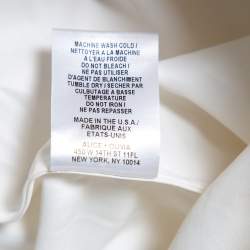 MACHINE WASH COLD /
NETTOYER A LA MACHINE
A L'EAU FROIDE
DO NOT BLEACH /
NE PAS UTILISER
D'AGENT DE BLANCHIMENT
TUMBLE DRY / SECHER PAR
CULBUTAGE A BASSE
TEMPERATURE
DO NOT IRON /
NE PAS REPASSER
MADE IN THE U.S.A. /
FABRIQUE AUX
ETATS-UNIS
ALICE + OLIVIA
450 W 14TH ST 11FL
NEW YORK, NY 10014